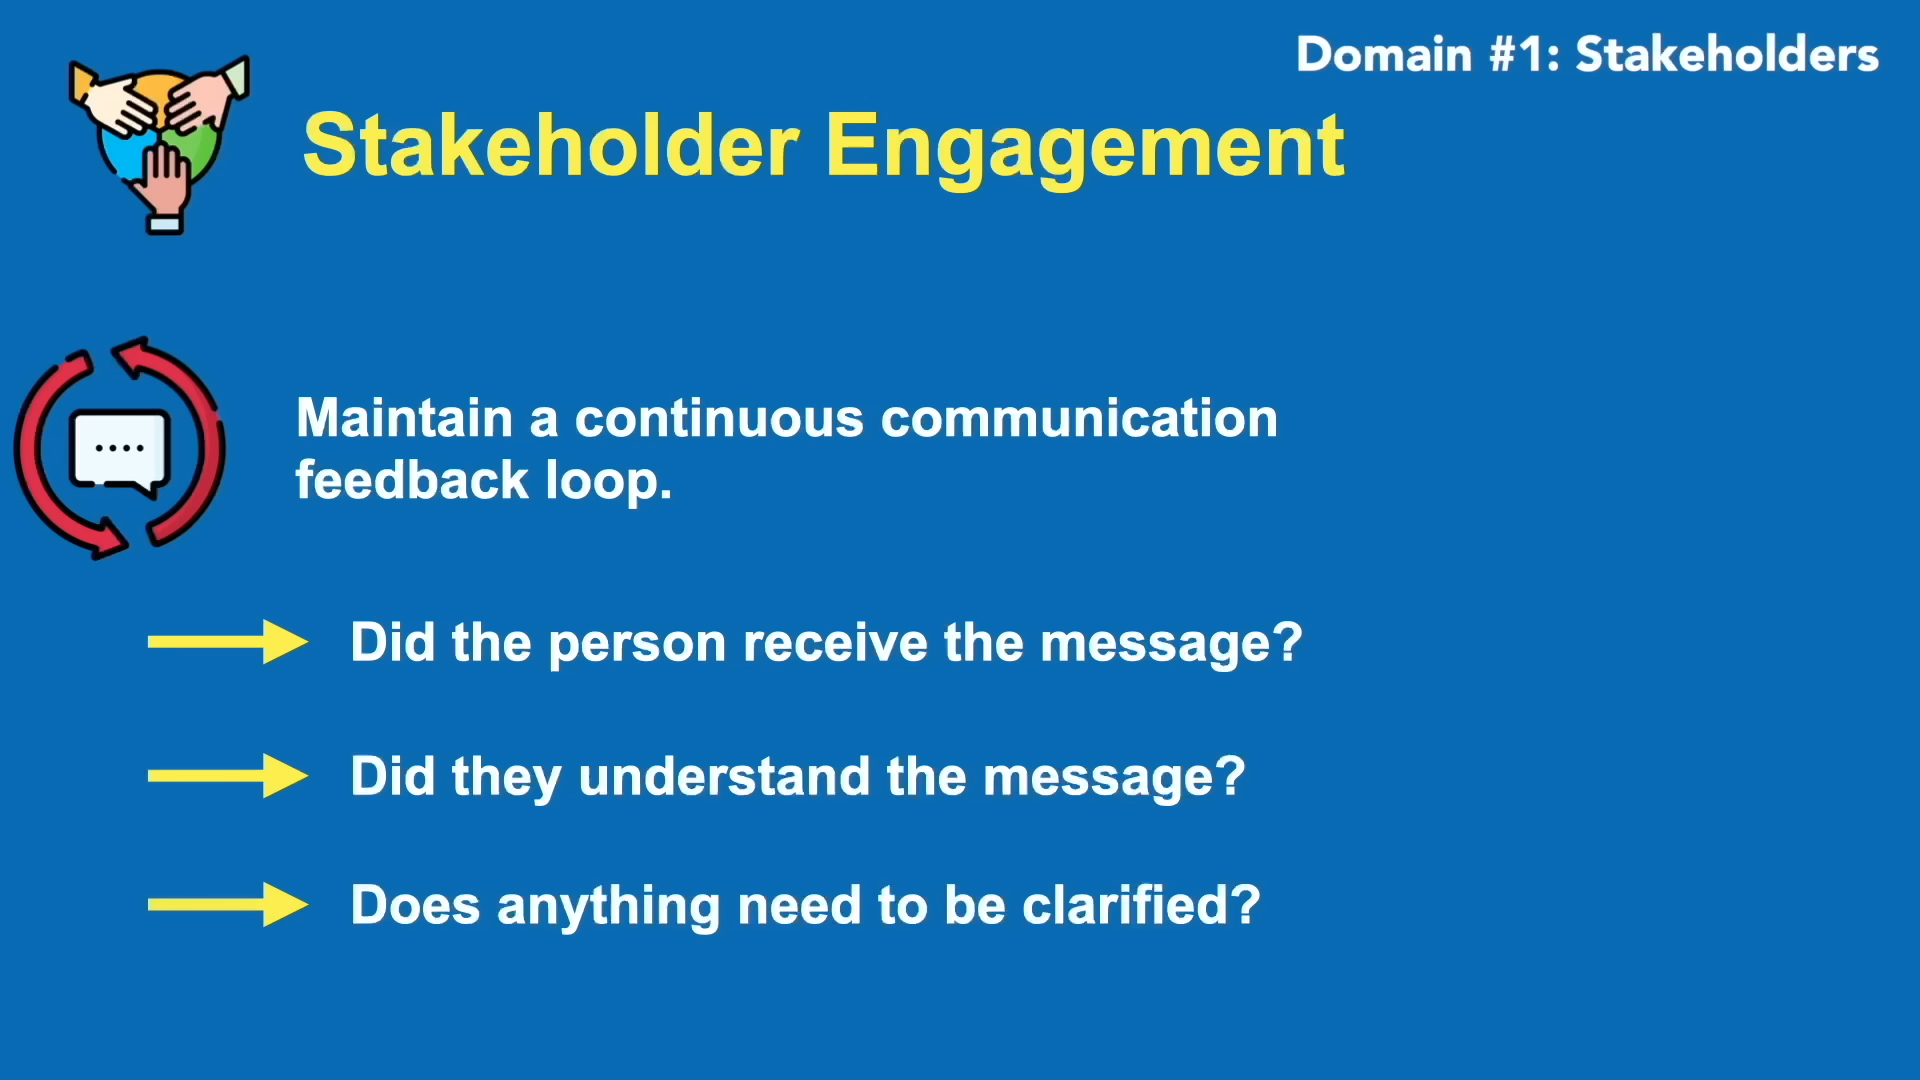 Domain #1: Stakeholders
Stakeholder Engagement
Maintain a continuous communication
feedback loop.
Did the person receive the message?
Did they understand the message?
Does anything need to be clarified?